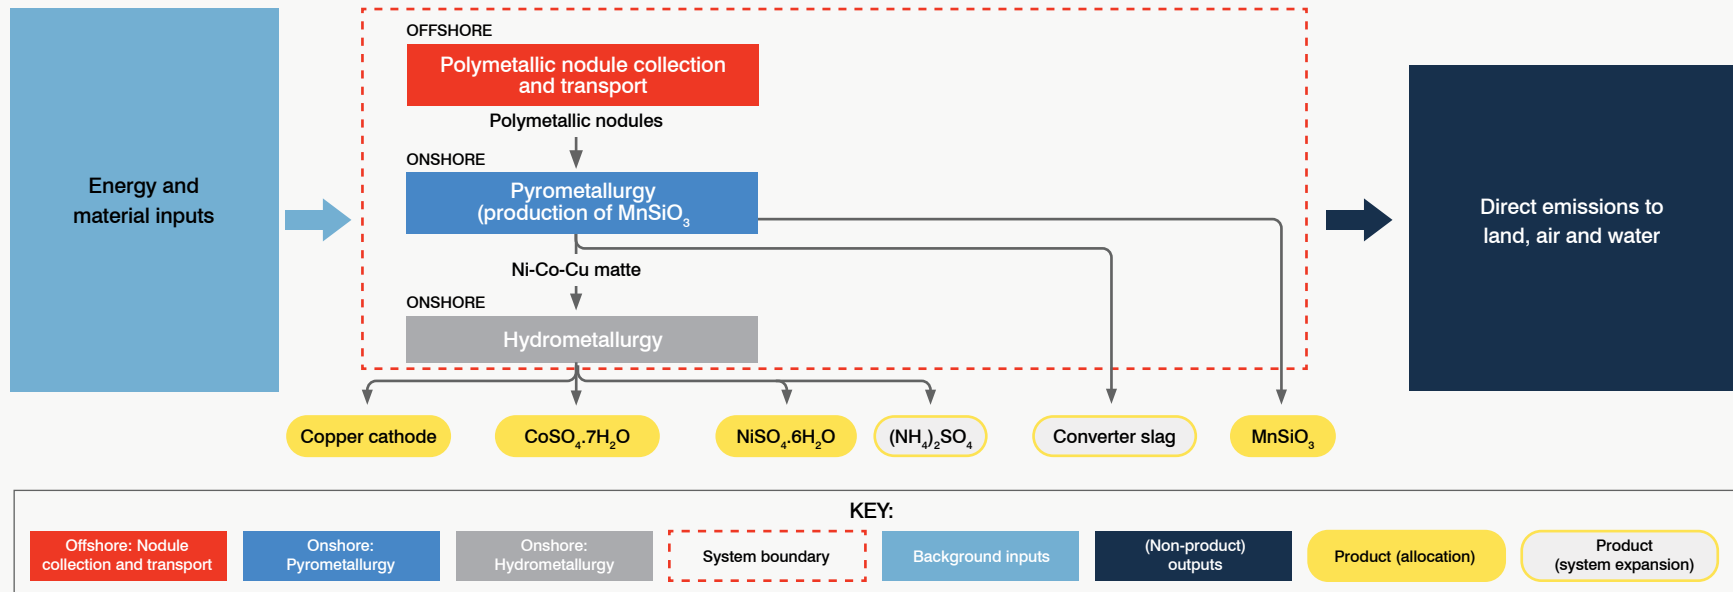 OFFSHORE
Polymetallic nodule collection
and transport
Polymetallic nodules
Energy and
material inputs
ONSHORE
Pyrometallurgy
(production of MnSiO₃
Direct emissions to
land, air and water
Ni-Co-Cu matte
ONSHORE
Hydrometallurgy
Copper cathode
CoSO₄.7H₂O
NiSO₄.6H₂O
(NH₄)₂SO₄
Converter slag
MnSiO₃
KEY:
Offshore: Nodule
collection and transport
Onshore:
Pyrometallurgy
Onshore:
Hydrometallurgy
System boundary
Background inputs
(Non-product)
outputs
Product (allocation)
Product
(system expansion)